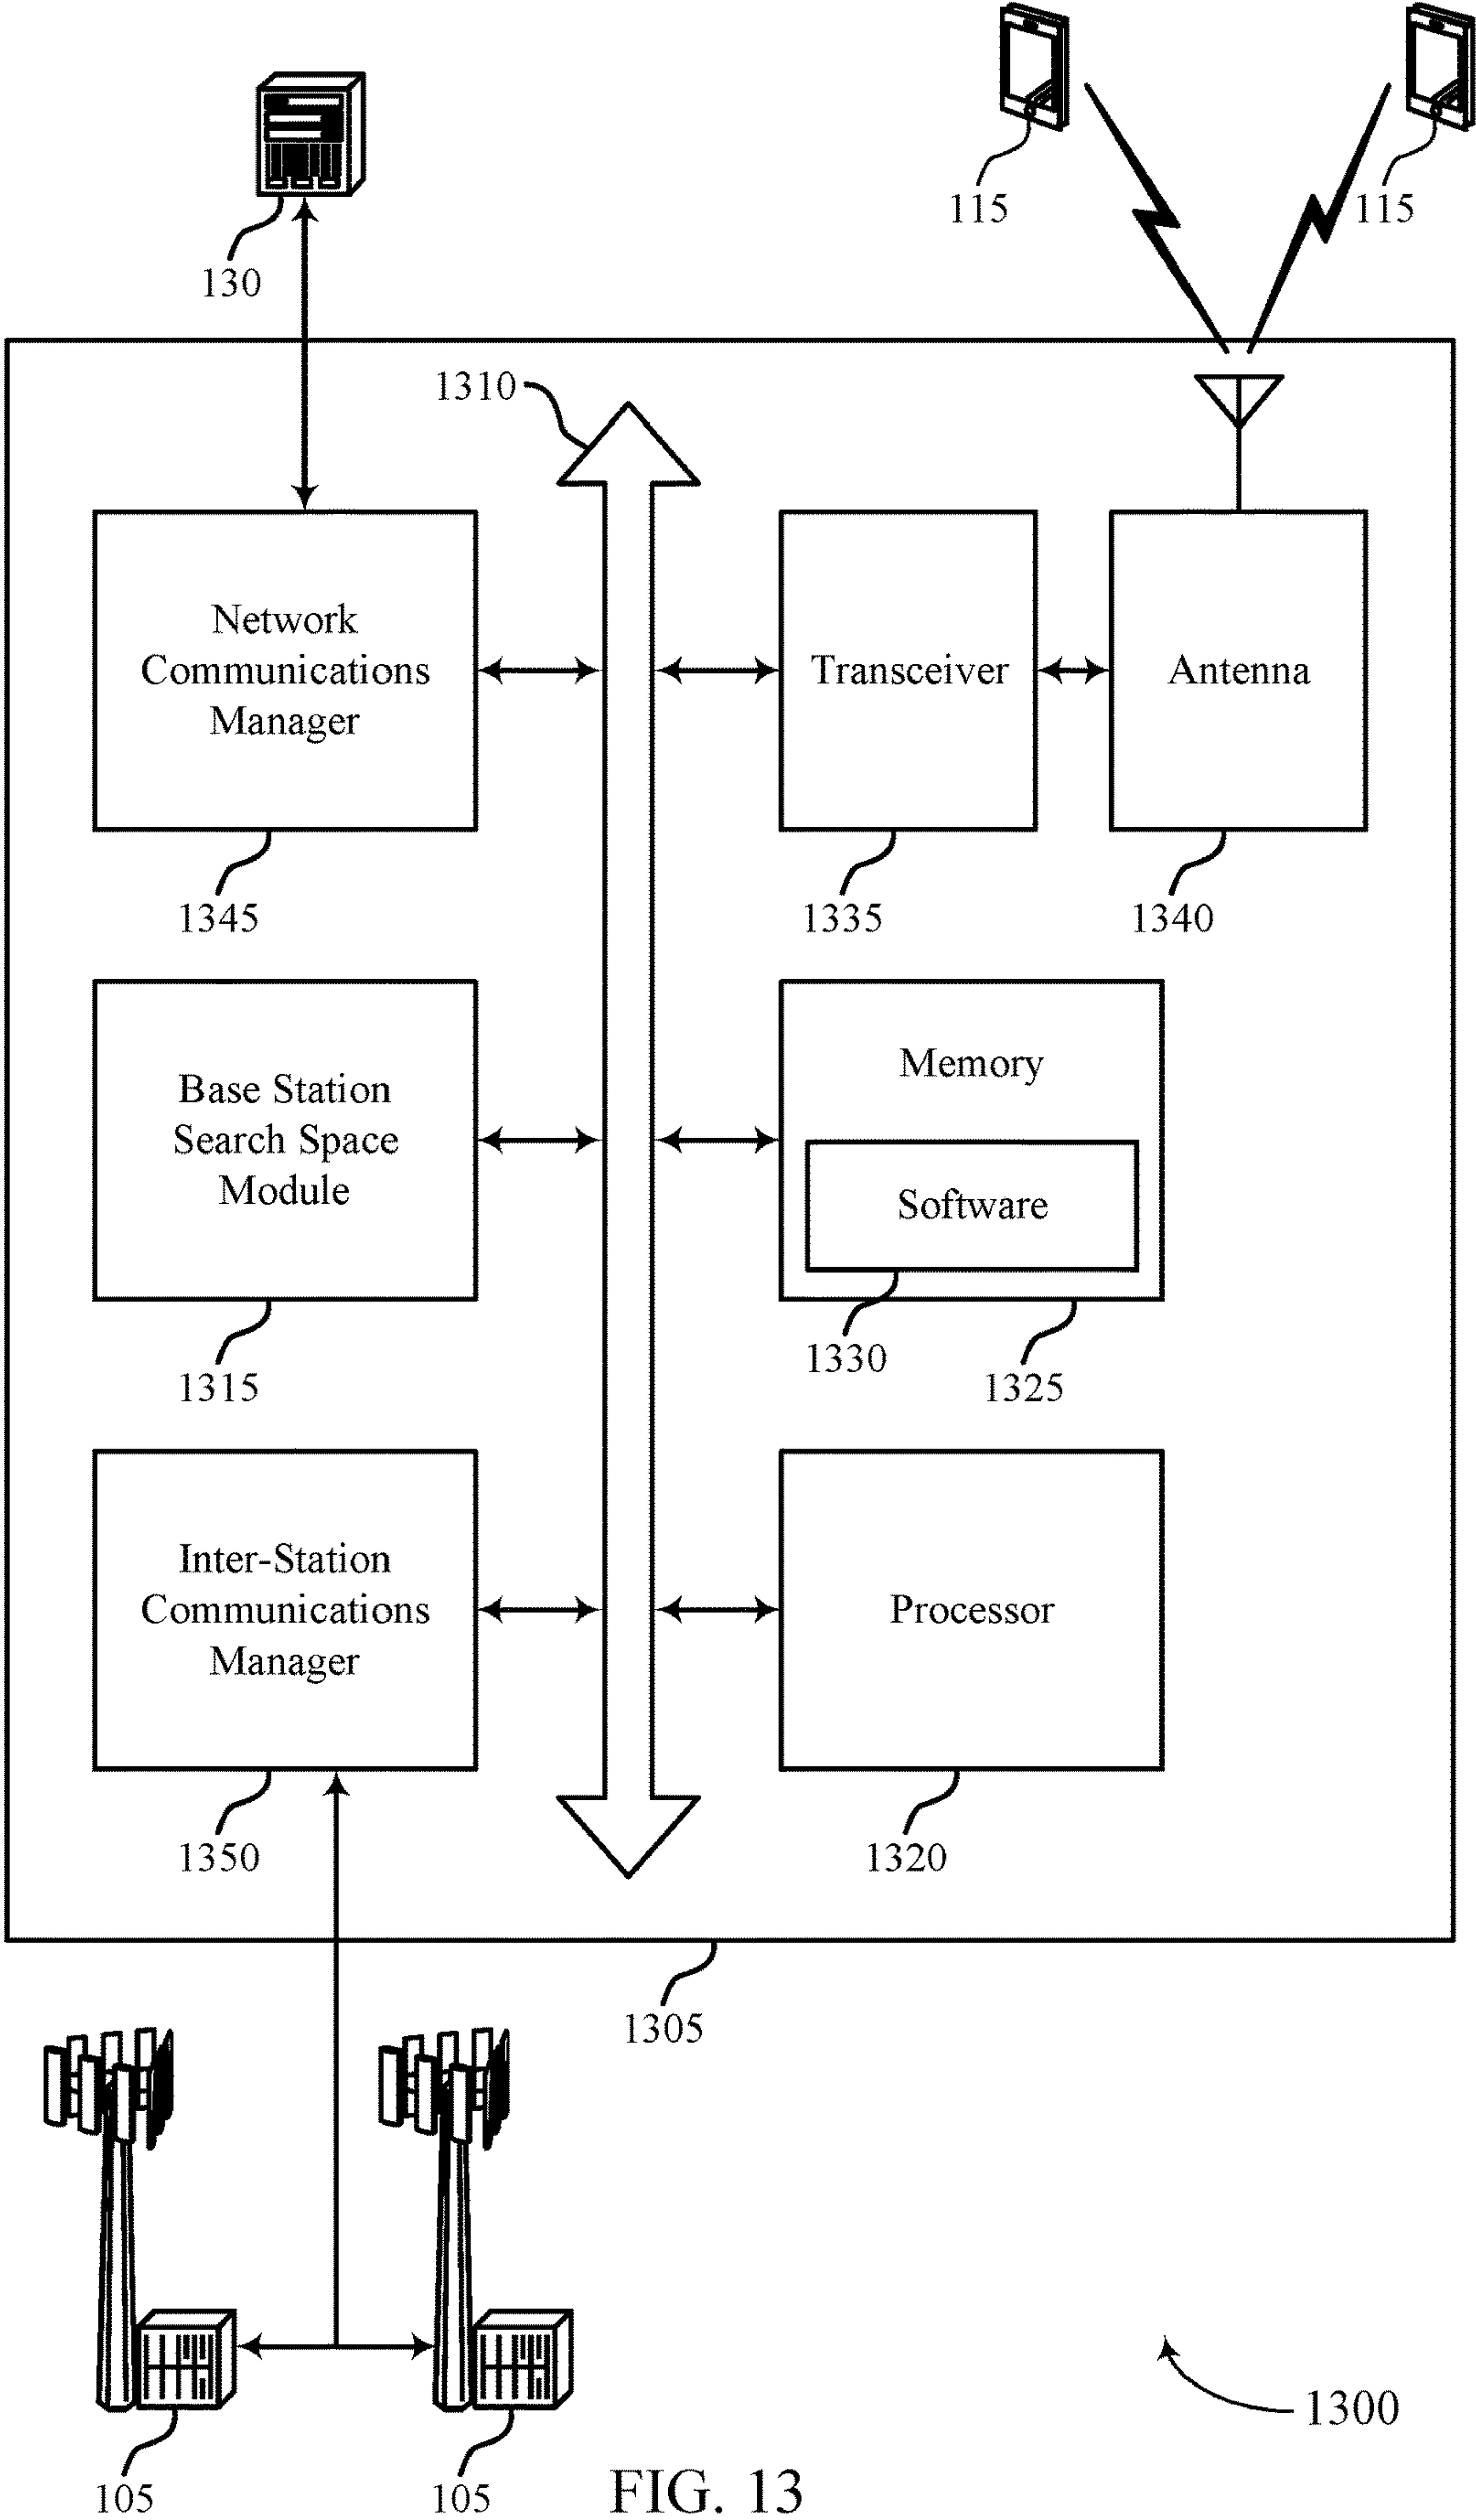 115
115
130
1310
Network
Communications
Manager
Transceiver
Antenna
1345
1335
1340
Base Station
Search Space
Module
Memory
Software
1315
1330
1325
Inter-Station
Communications
Manager
Processor
1350
1320
1305
1300
105
105
FIG. 13